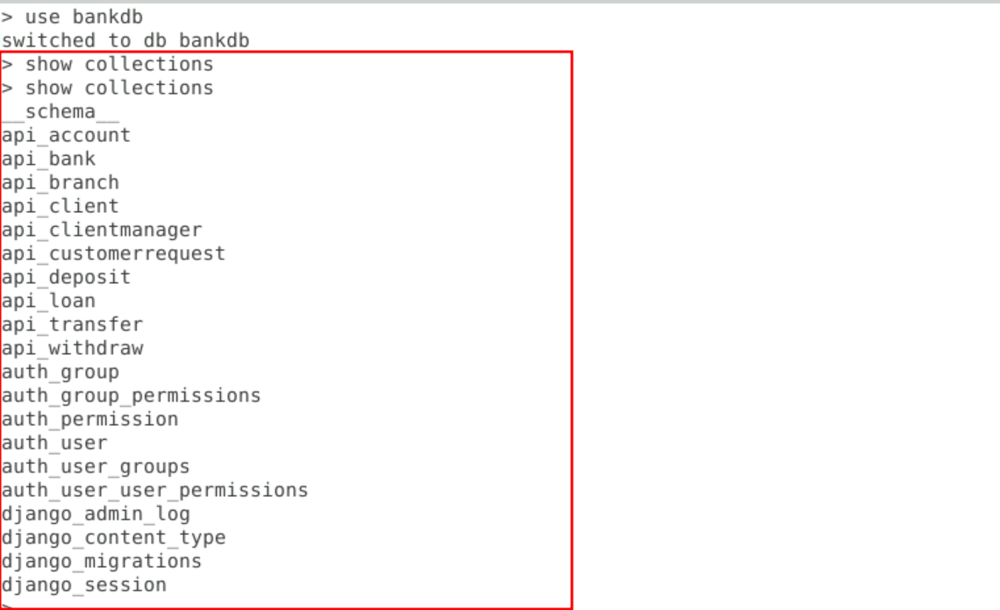 > use bankdb
switched to db bankdb
> show collections
> show collections
__schema__
api_account
api_bank
api_branch
api_client
api_clientmanager
api_customerrequest
api_deposit
api_loan
api_transfer
api_withdraw
auth_group
auth_group_permissions
auth_permission
auth_user
auth_user_groups
auth_user_user_permissions
django_admin_log
django_content_type
django_migrations
django_session
>